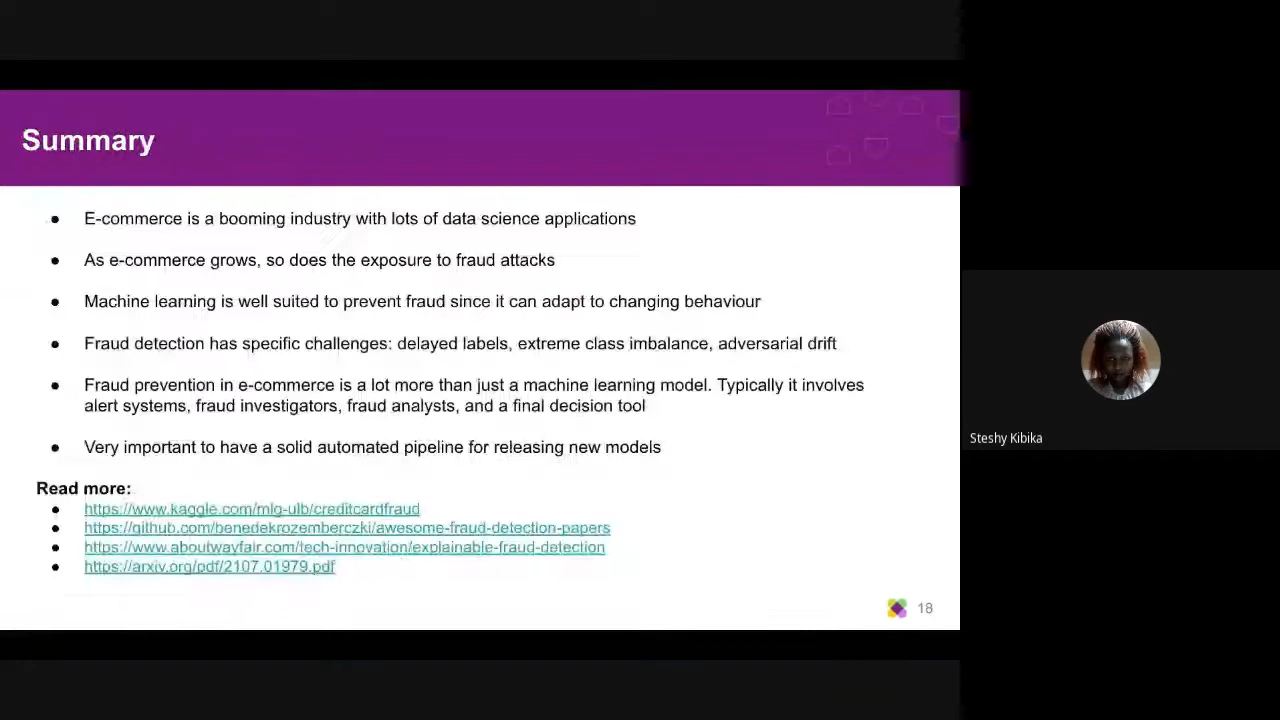 Summary
● E-commerce is a booming industry with lots of data science applications
● As e-commerce grows, so does the exposure to fraud attacks
● Machine learning is well suited to prevent fraud since it can adapt to changing behaviour
● Fraud detection has specific challenges: delayed labels, extreme class imbalance, adversarial drift
● Fraud prevention in e-commerce is a lot more than just a machine learning model. Typically it involves
alert systems, fraud investigators, fraud analysts, and a final decision tool
● Very important to have a solid automated pipeline for releasing new models
Read more:
● https://www.kaggle.com/mlg-ulb/creditcardfraud
● https://github.com/benedekrozemberczki/awesome-fraud-detection-papers
● https://www.aboutwayfair.com/tech-innovation/explainable-fraud-detection
● https://arxiv.org/pdf/2107.01979.pdf
18
Steshy Kibika